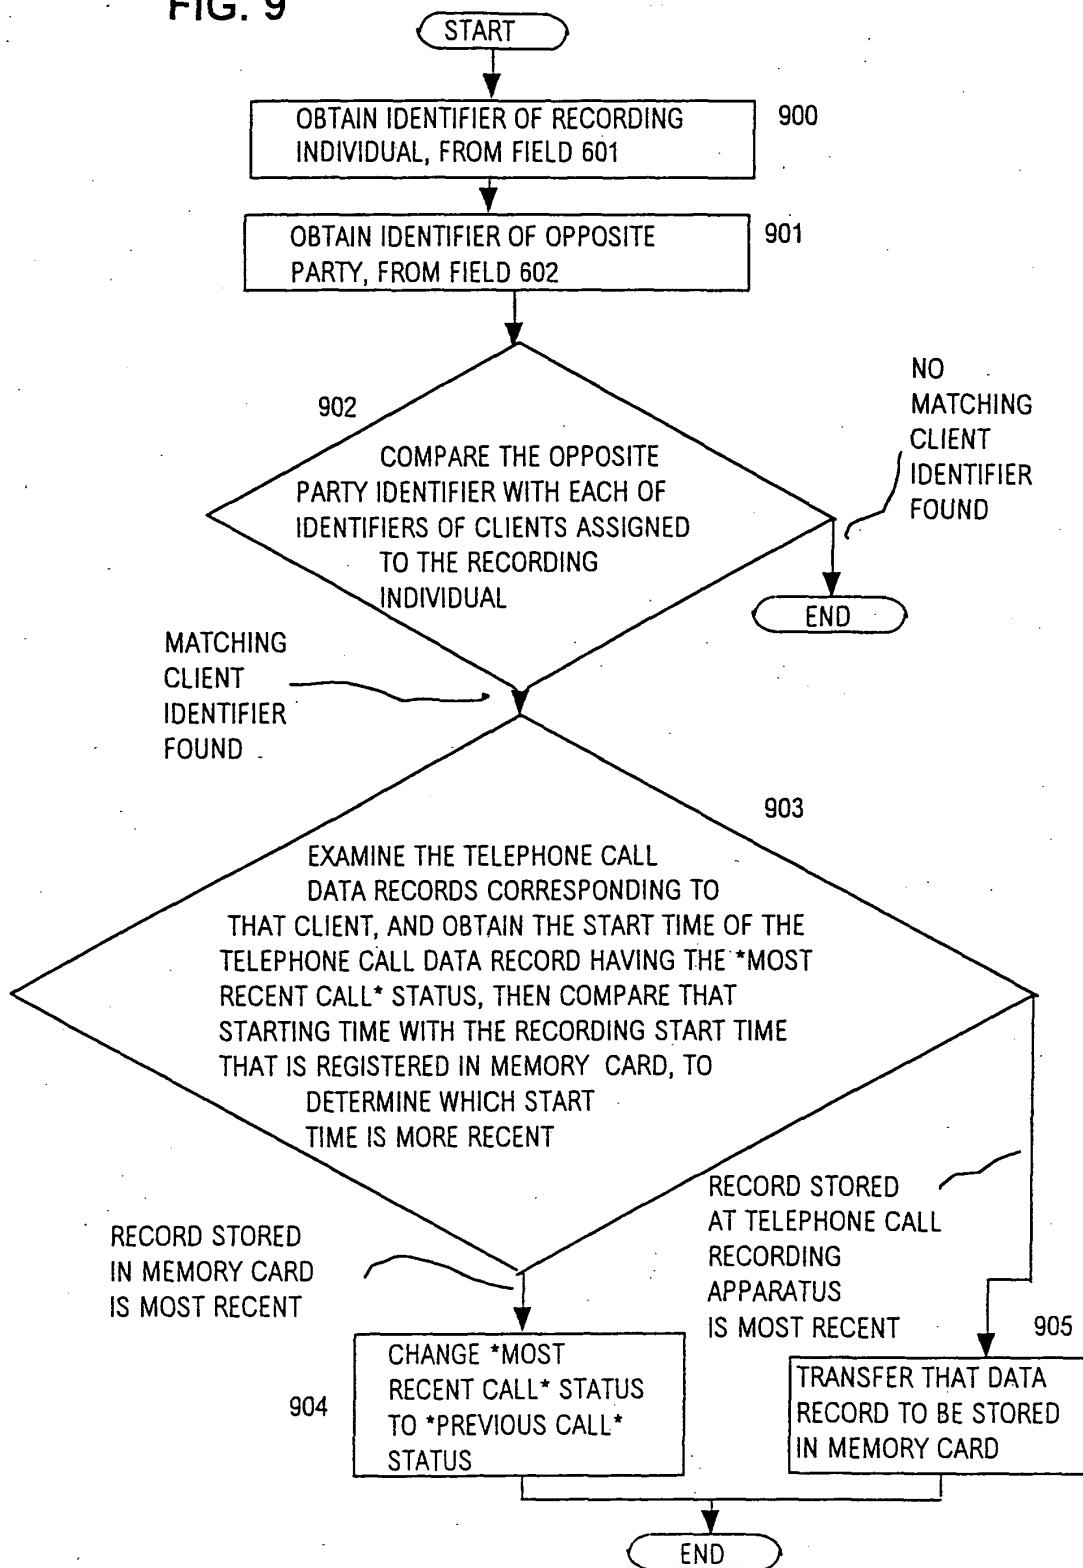 FIG. 9
START
OBTAIN IDENTIFIER OF RECORDING
INDIVIDUAL, FROM FIELD 601
900
OBTAIN IDENTIFIER OF OPPOSITE
PARTY, FROM FIELD 602
901
902
COMPARE THE OPPOSITE
PARTY IDENTIFIER WITH EACH OF
IDENTIFIERS OF CLIENTS ASSIGNED
TO THE RECORDING
INDIVIDUAL
NO
MATCHING
CLIENT
IDENTIFIER
FOUND
END
MATCHING
CLIENT
IDENTIFIER
FOUND
903
EXAMINE THE TELEPHONE CALL
DATA RECORDS CORRESPONDING TO
THAT CLIENT, AND OBTAIN THE START TIME OF THE
TELEPHONE CALL DATA RECORD HAVING THE *MOST
RECENT CALL* STATUS, THEN COMPARE THAT
STARTING TIME WITH THE RECORDING START TIME
THAT IS REGISTERED IN MEMORY CARD, TO
DETERMINE WHICH START
TIME IS MORE RECENT
RECORD STORED
IN MEMORY CARD
IS MOST RECENT
RECORD STORED
AT TELEPHONE CALL
RECORDING
APPARATUS
IS MOST RECENT
904
CHANGE *MOST
RECENT CALL* STATUS
TO *PREVIOUS CALL*
STATUS
905
TRANSFER THAT DATA
RECORD TO BE STORED
IN MEMORY CARD
END